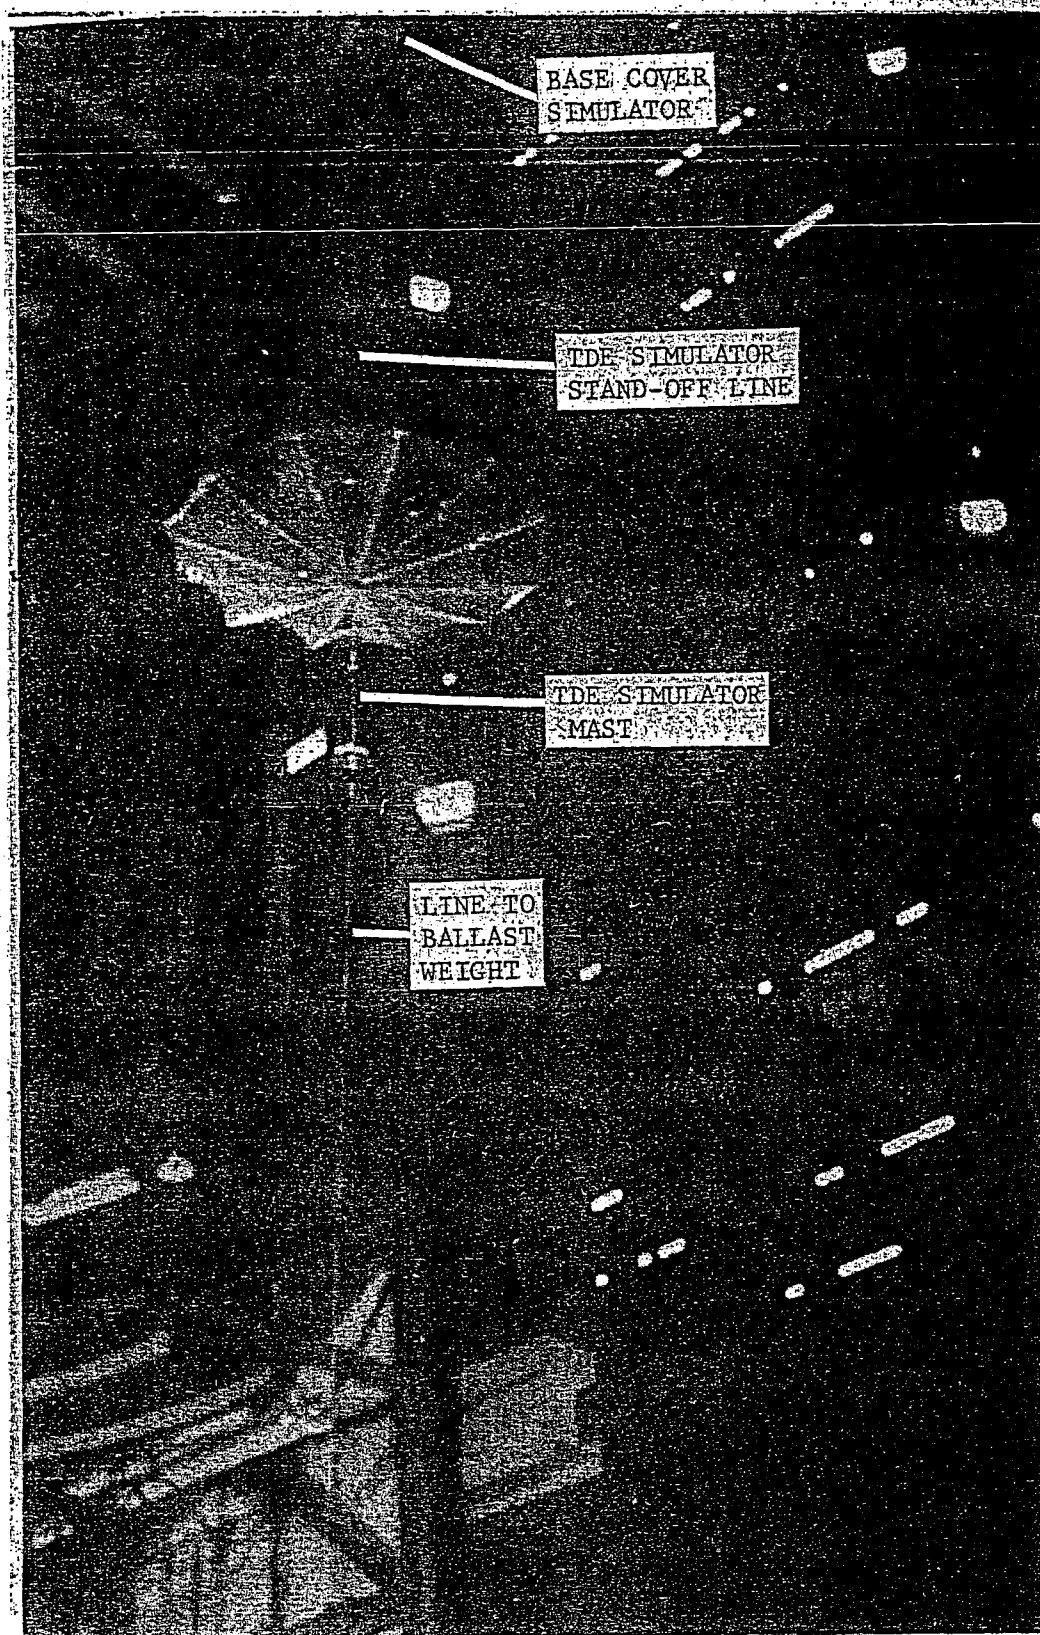 BASE COVER
SIMULATOR
TDE SIMULATOR
STAND-OFF LINE
TDE SIMULATOR
MAST
LINE TO
BALLAST
WEIGHT